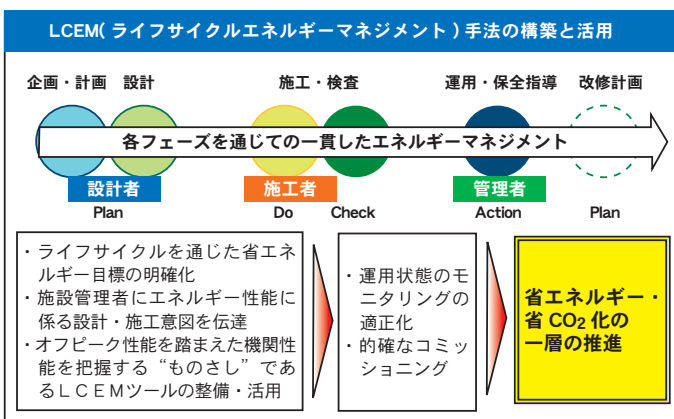 LCEM(ライフサイクルエネルギーマネジメント)手法の構築と活用
企画・計画 設計 施工・検査 運用・保全指導 改修計画
各フェーズを通じての一貫したエネルギーマネジメント
設計者 施工者 管理者
Plan Do Check Action Plan
・ライフサイクルを通じた省エネ
ルギー目標の明確化
・施設管理者にエネルギー性能に
係る設計・施工意図を伝達
・オフピーク性能を踏まえた機関性
能を把握する“ものさし”であ
るLCEMツールの整備・活用
・運用状態のモ
ニタリングの
適正化
・的確なコミッ
ショニング
省エネルギー・
省CO₂化の
一層の推進